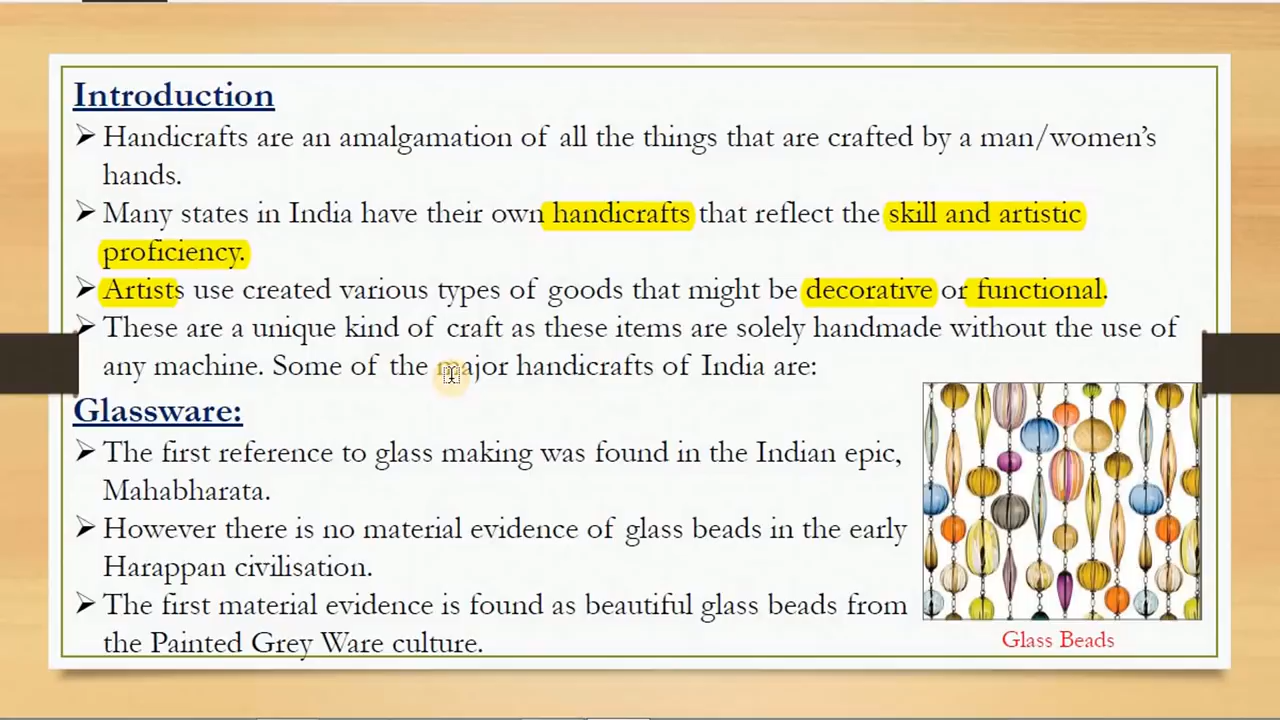 Introduction
➢ Handicrafts are an amalgamation of all the things that are crafted by a man/women's
hands.
➢ Many states in India have their own handicrafts that reflect the skill and artistic
proficiency.
➢ Artists use created various types of goods that might be decorative or functional.
➢ These are a unique kind of craft as these items are solely handmade without the use of
any machine. Some of the major handicrafts of India are:
Glassware:
➢ The first reference to glass making was found in the Indian epic,
Mahabharata.
➢ However there is no material evidence of glass beads in the early
Harappan civilisation.
➢ The first material evidence is found as beautiful glass beads from
the Painted Grey Ware culture.
Glass Beads